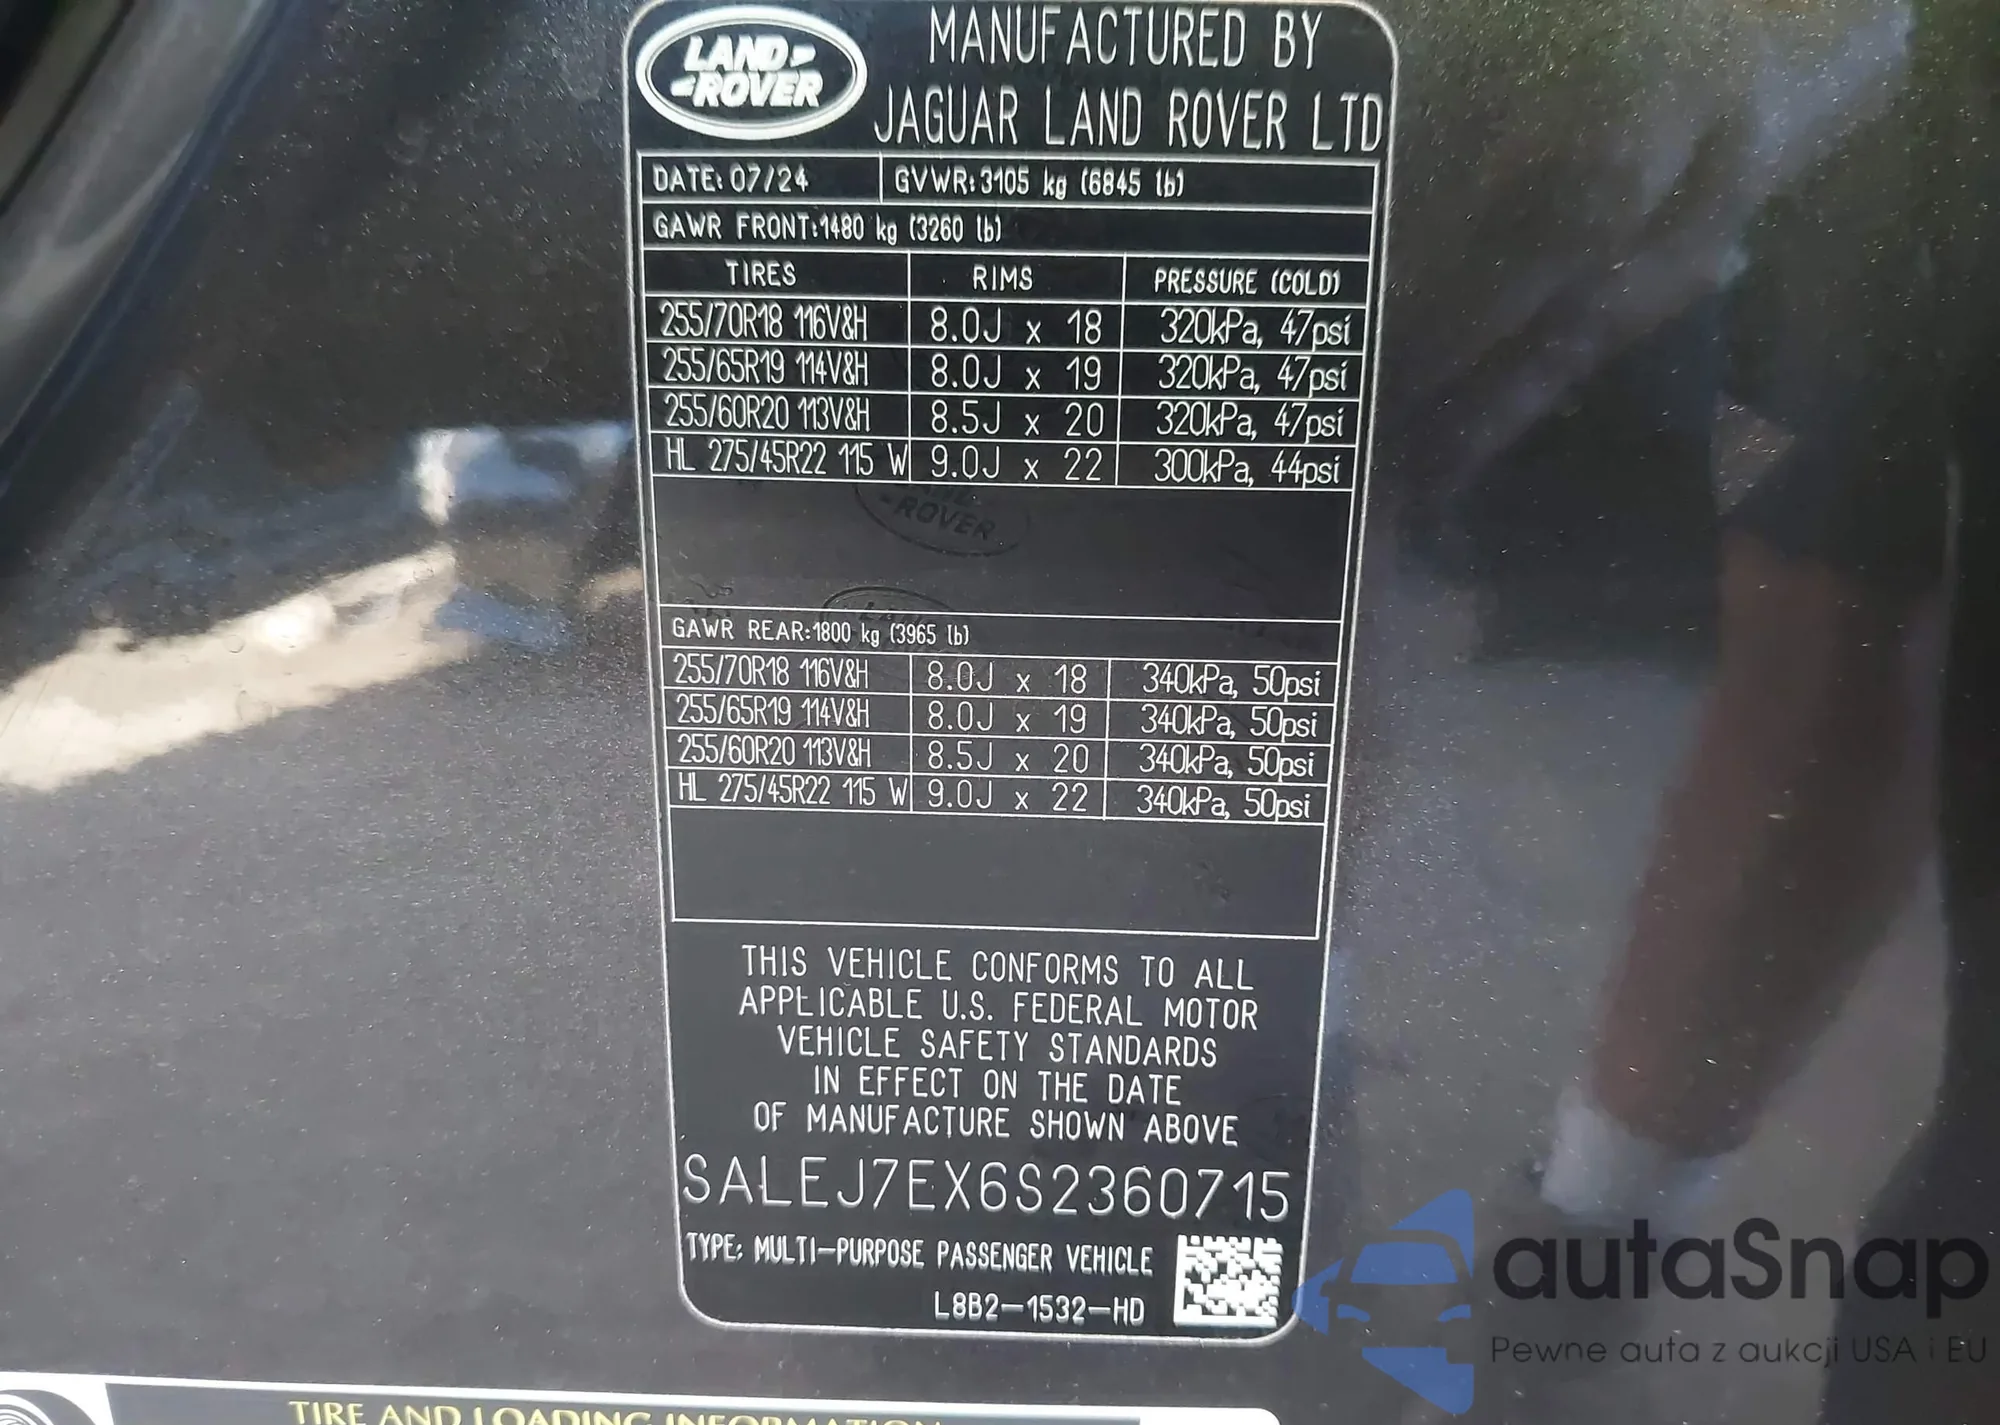 LAND ROVER
MANUFACTURED BY
JAGUAR LAND ROVER LTD
DATE: 07/24 GVWR: 3105 kg (6845 lb)
GAWR FRONT: 1480 kg (3260 lb)
TIRES RIMS PRESSURE (COLD)
255/70R18 116V&H 8.0J x 18 320kPa, 47psi
255/65R19 114V&H 8.0J x 19 320kPa, 47psi
255/60R20 113V&H 8.5J x 20 320kPa, 47psi
HL 275/45R22 115 W 9.0J x 22 300kPa, 44psi
GAWR REAR: 1800 kg (3965 lb)
255/70R18 116V&H 8.0J x 18 340kPa, 50psi
255/65R19 114V&H 8.0J x 19 340kPa, 50psi
255/60R20 113V&H 8.5J x 20 340kPa, 50psi
HL 275/45R22 115 W 9.0J x 22 340kPa, 50psi
THIS VEHICLE CONFORMS TO ALL
APPLICABLE U.S. FEDERAL MOTOR
VEHICLE SAFETY STANDARDS
IN EFFECT ON THE DATE
OF MANUFACTURE SHOWN ABOVE
SALEJ7EX6S2360715
TYPE: MULTI-PURPOSE PASSENGER VEHICLE
L8B2-1532-HD
autaSnap
Pewne auta z aukcji USA i EU
TIRE AND LOADING INFORMATION